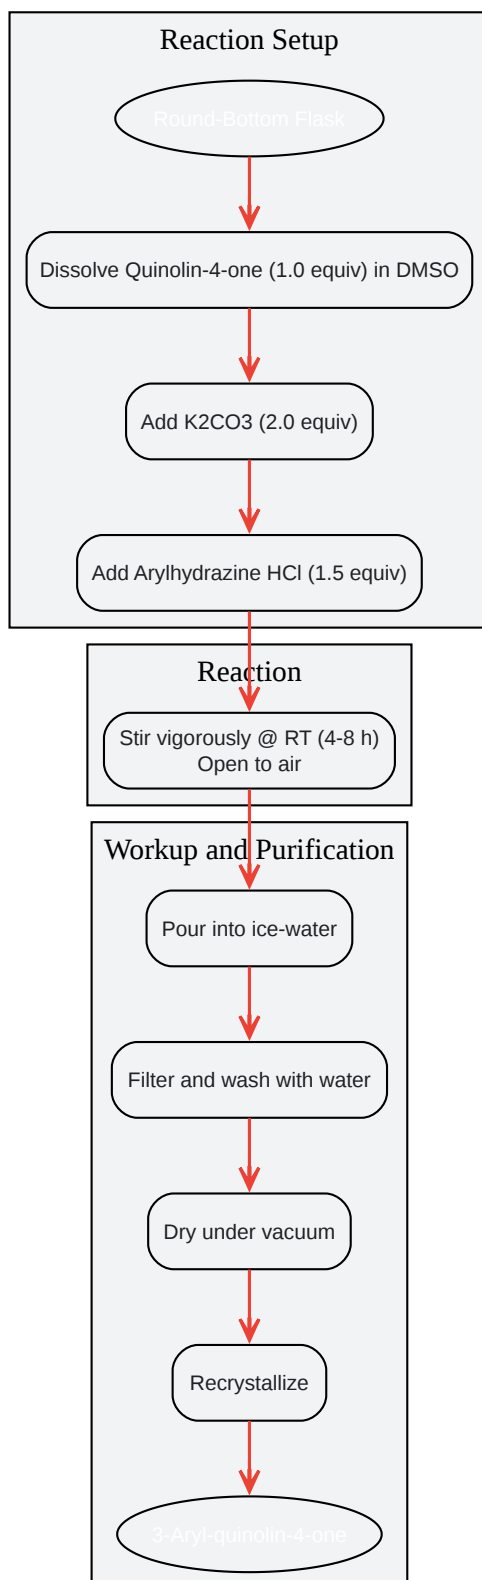 Reaction Setup
Round-Bottom Flask
Dissolve Quinolin-4-one (1.0 equiv) in DMSO
Add K2CO3 (2.0 equiv)
Add Arylhydrazine HCl (1.5 equiv)
Reaction
Stir vigorously @ RT (4-8 h)
Open to air
Workup and Purification
Pour into ice-water
Filter and wash with water
Dry under vacuum
Recrystallize
3-Aryl-quinolin-4-one